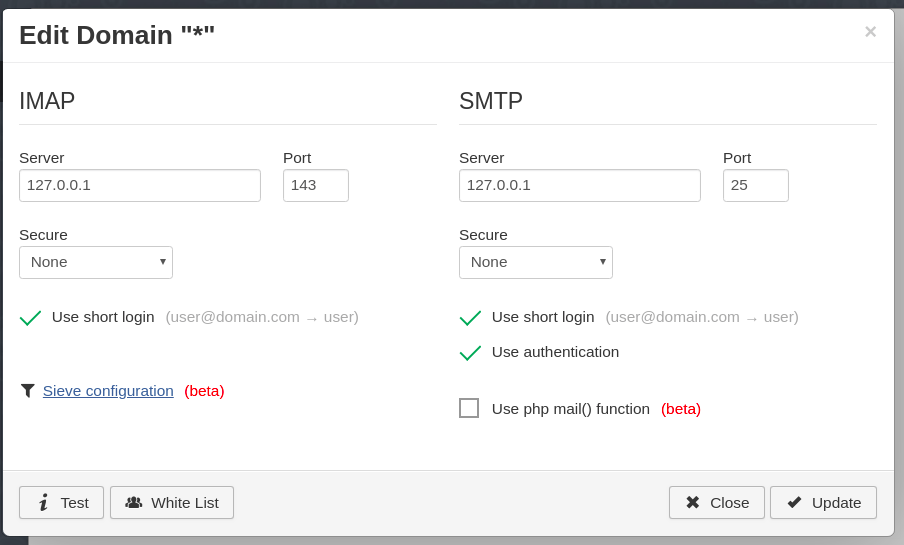 Edit Domain "*"
×
IMAP
Server
Port
127.0.0.1
143
Secure
None
Use short login (user@domain.com → user)
Sieve configuration (beta)
SMTP
Server
Port
127.0.0.1
25
Secure
None
Use short login (user@domain.com → user)
Use authentication
Use php mail() function (beta)
Test
White List
Close
Update